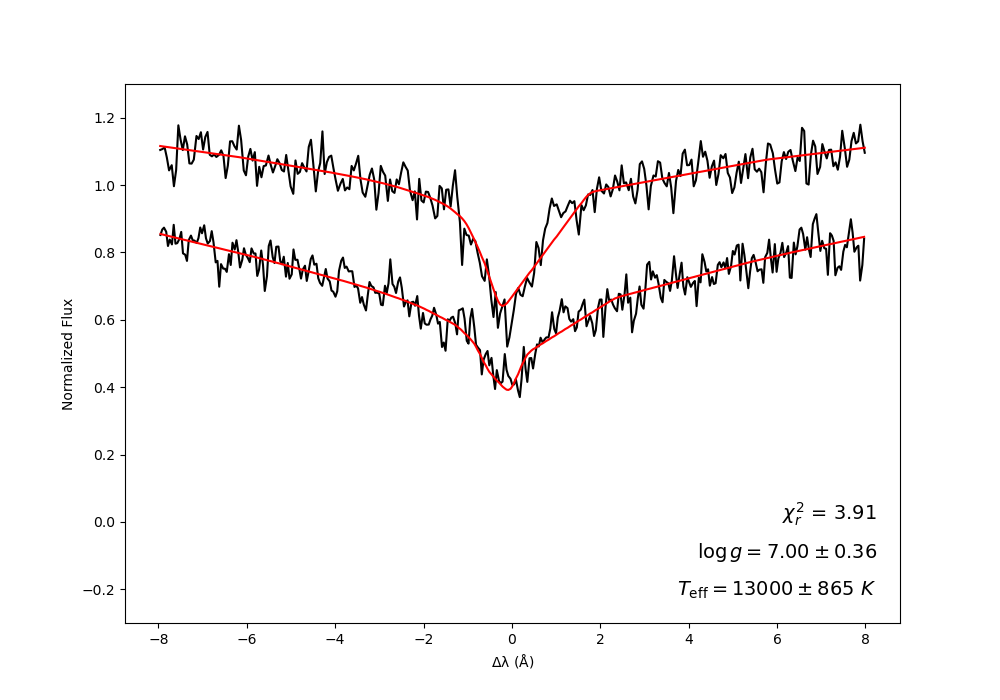 1.2
1.0
0.8
0.6
0.4
0.2
0.0
−0.2
Normalized Flux
χ²ᵣ = 3.91
log g = 7.00 ± 0.36
T_eff = 13000 ± 865 K
−8 −6 −4 −2 0 2 4 6 8
Δλ (Å)